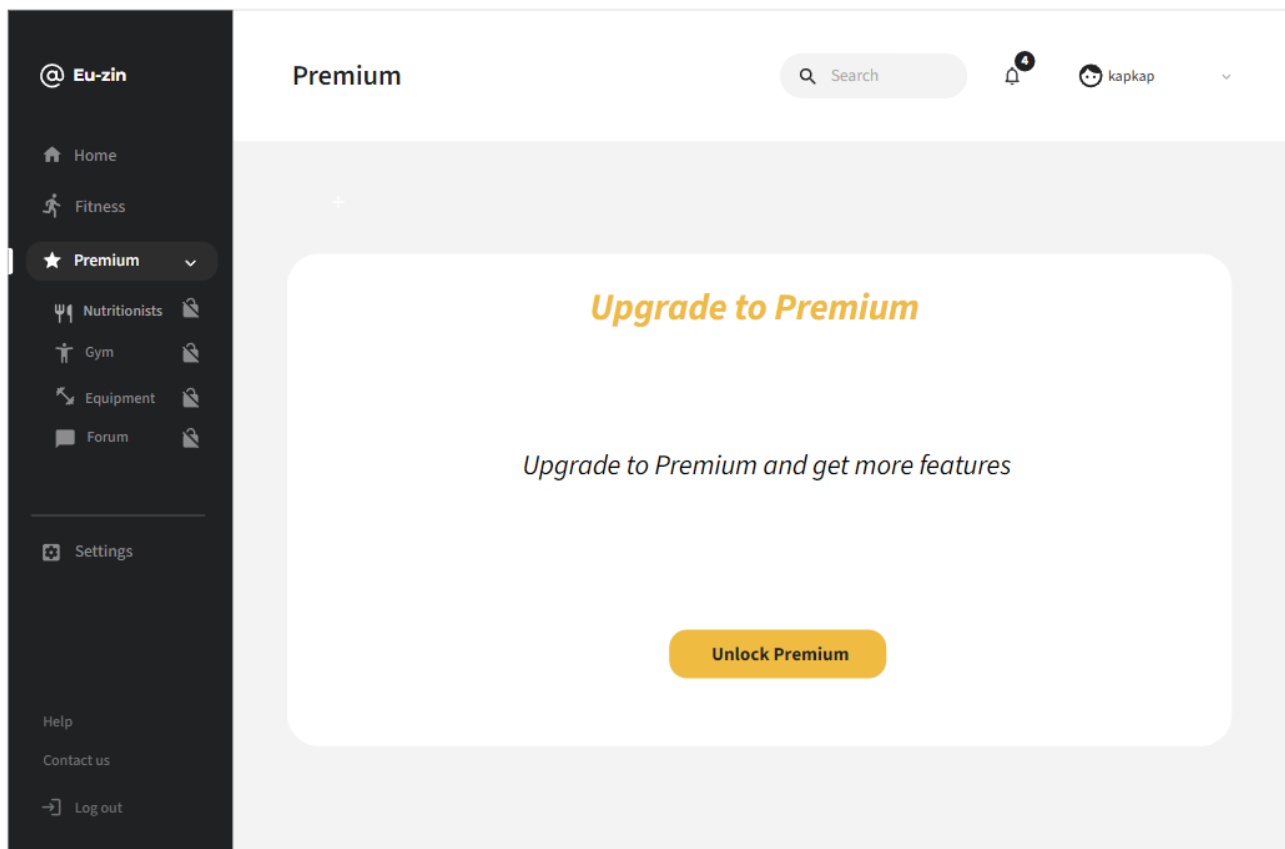 @ Eu-zin
Premium
Search
4
kapkap
Home
Fitness
Premium
Nutritionists
Gym
Equipment
Forum
Settings
Help
Contact us
Log out
Upgrade to Premium
Upgrade to Premium and get more features
Unlock Premium